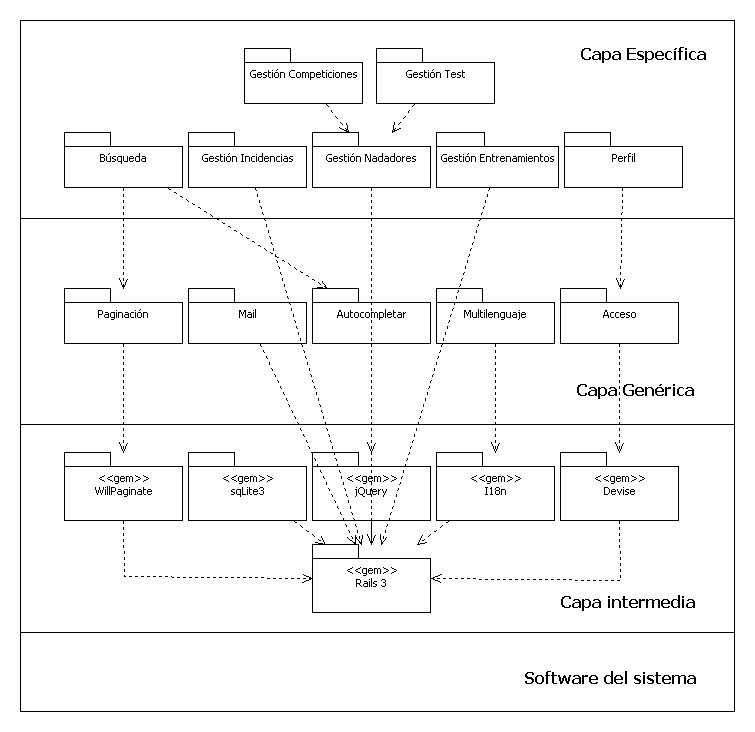 Capa Específica
Gestión Competiciones
Gestión Test
Búsqueda
Gestión Incidencias
Gestión Nadadores
Gestión Entrenamientos
Perfil
Paginación
Mail
Autocompletar
Multilenguaje
Acceso
Capa Genérica
<<gem>>
WillPaginate
<<gem>>
sqLite3
<<gem>>
jQuery
<<gem>>
I18n
<<gem>>
Devise
<<gem>>
Rails 3
Capa intermedia
Software del sistema